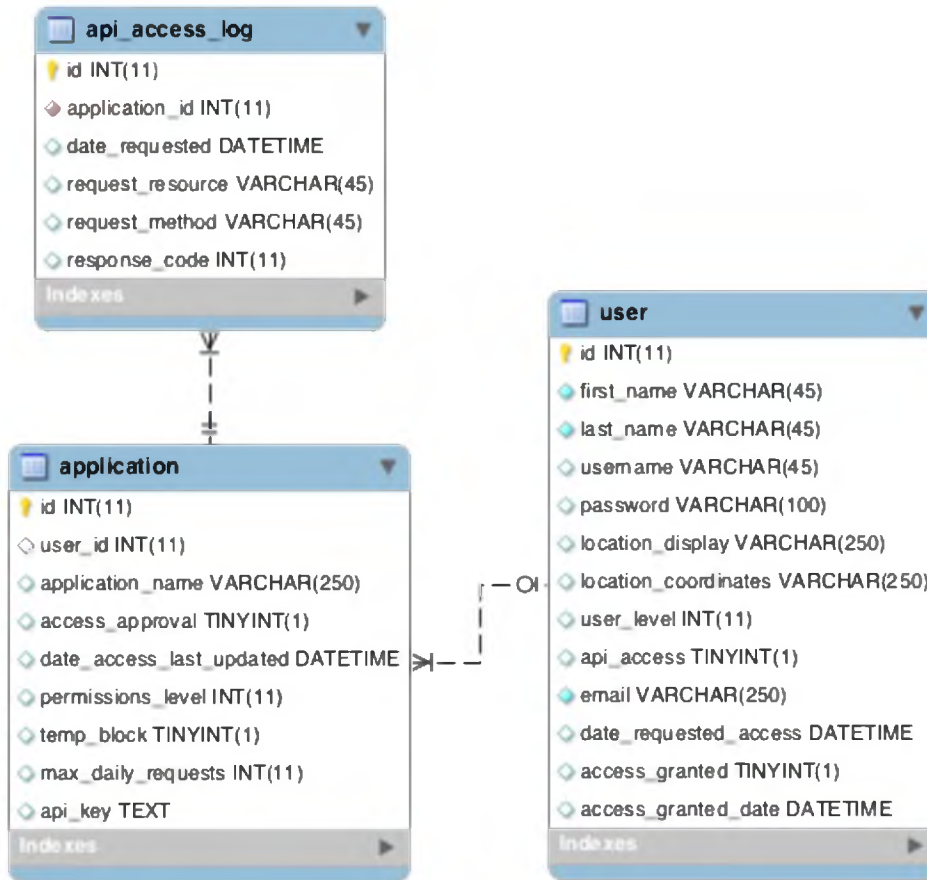 api_access_log
id INT(11)
application_id INT(11)
date_requested DATETIME
request_resource VARCHAR(45)
request_method VARCHAR(45)
response_code INT(11)
Indexes
application
id INT(11)
user_id INT(11)
application_name VARCHAR(250)
access_approval TINYINT(1)
date_access_last_updated DATETIME
permissions_level INT(11)
temp_block TINYINT(1)
max_daily_requests INT(11)
api_key TEXT
Indexes
user
id INT(11)
first_name VARCHAR(45)
last_name VARCHAR(45)
username VARCHAR(45)
password VARCHAR(100)
location_display VARCHAR(250)
location_coordinates VARCHAR(250)
user_level INT(11)
api_access TINYINT(1)
email VARCHAR(250)
date_requested_access DATETIME
access_granted TINYINT(1)
access_granted_date DATETIME
Indexes